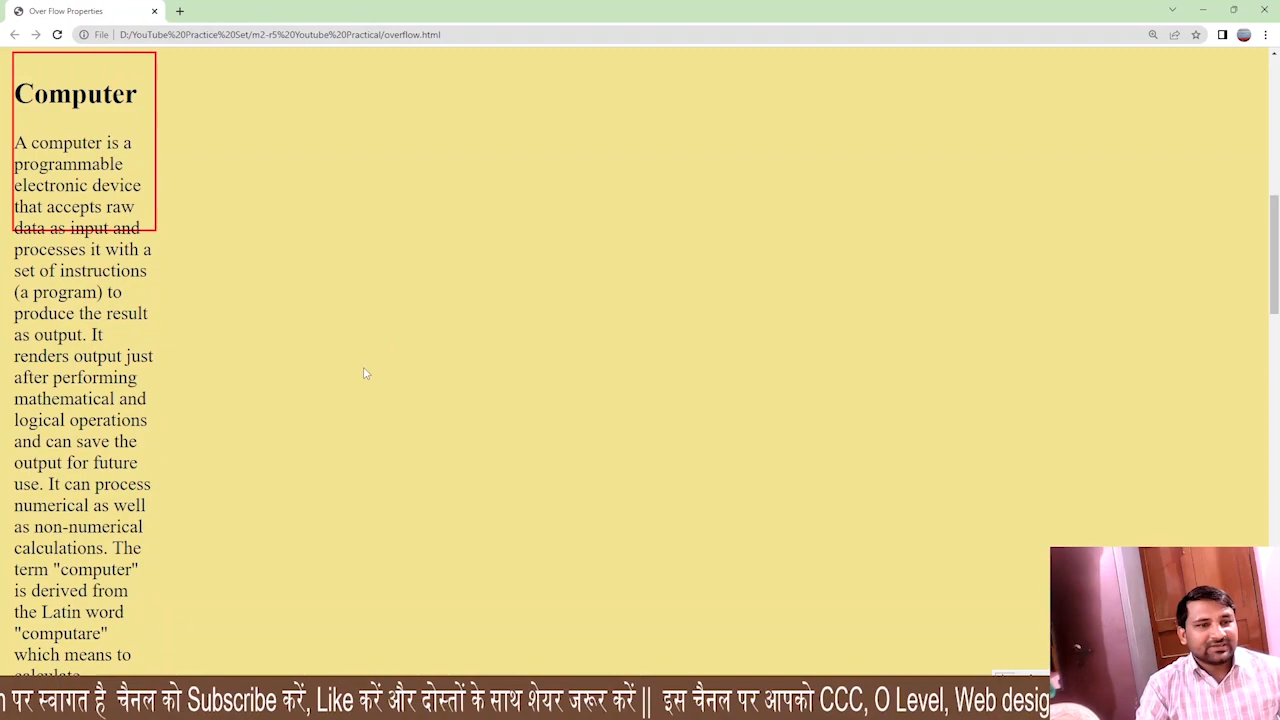 Over Flow Properties
File D:/YouTube%20Practice%20Set/m2-r5%20Youtube%20Practical/overflow.html
Computer
A computer is a
programmable
electronic device
that accepts raw
data as input and
processes it with a
set of instructions
(a program) to
produce the result
as output. It
renders output just
after performing
mathematical and
logical operations
and can save the
output for future
use. It can process
numerical as well
as non-numerical
calculations. The
term "computer"
is derived from
the Latin word
"computare"
which means to
calculate
पर स्वागत है चैनल को Subscribe करें, Like करें और दोस्तों के साथ शेयर जरूर करें || इस चैनल पर आपको CCC, O Level, Web desig